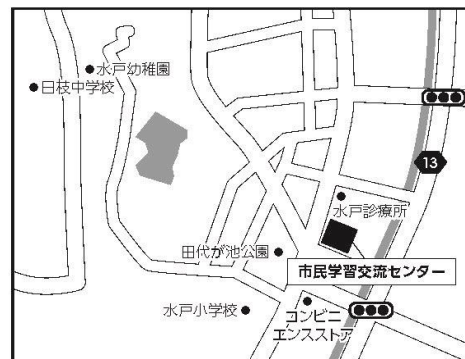 水戸幼稚園
日枝中学校
13
水戸診療所
田代が池公園
市民学習交流センター
水戸小学校
コンビニ
エンスストア